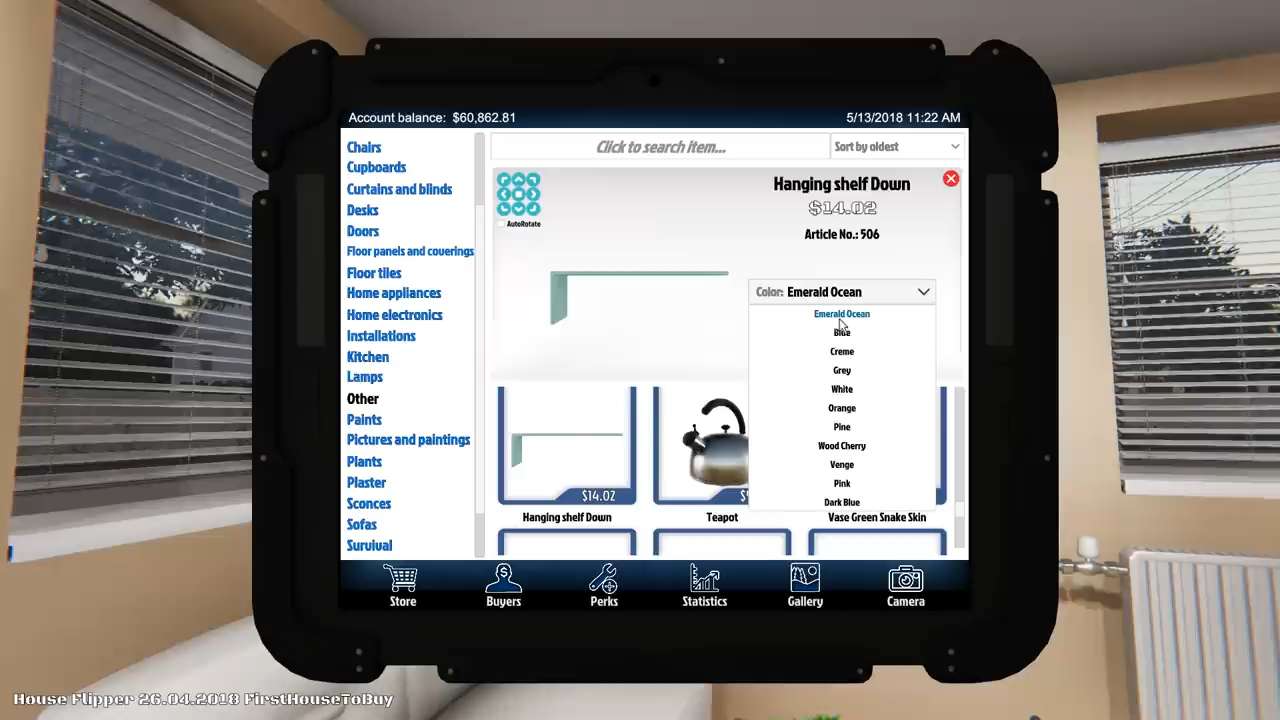 Account balance: $60,862.81
5/13/2018 11:22 AM
Chairs
Cupboards
Curtains and blinds
Desks
Doors
Floor panels and coverings
Floor tiles
Home appliances
Home electronics
Installations
Kitchen
Lamps
Other
Paints
Pictures and paintings
Plants
Plaster
Sconces
Sofas
Survival
Click to search item...
Sort by oldest
AutoRotate
Hanging shelf Down
$14.02
Article No.: 506
Color: Emerald Ocean
Emerald Ocean
Blue
Creme
Grey
White
Orange
Pine
Wood Cherry
Venge
Pink
Dark Blue
$14.02
Hanging shelf Down
Teapot
Vase Green Snake Skin
Store
Buyers
Perks
Statistics
Gallery
Camera
House Flipper 26.04.2018 FirstHouseToBuy